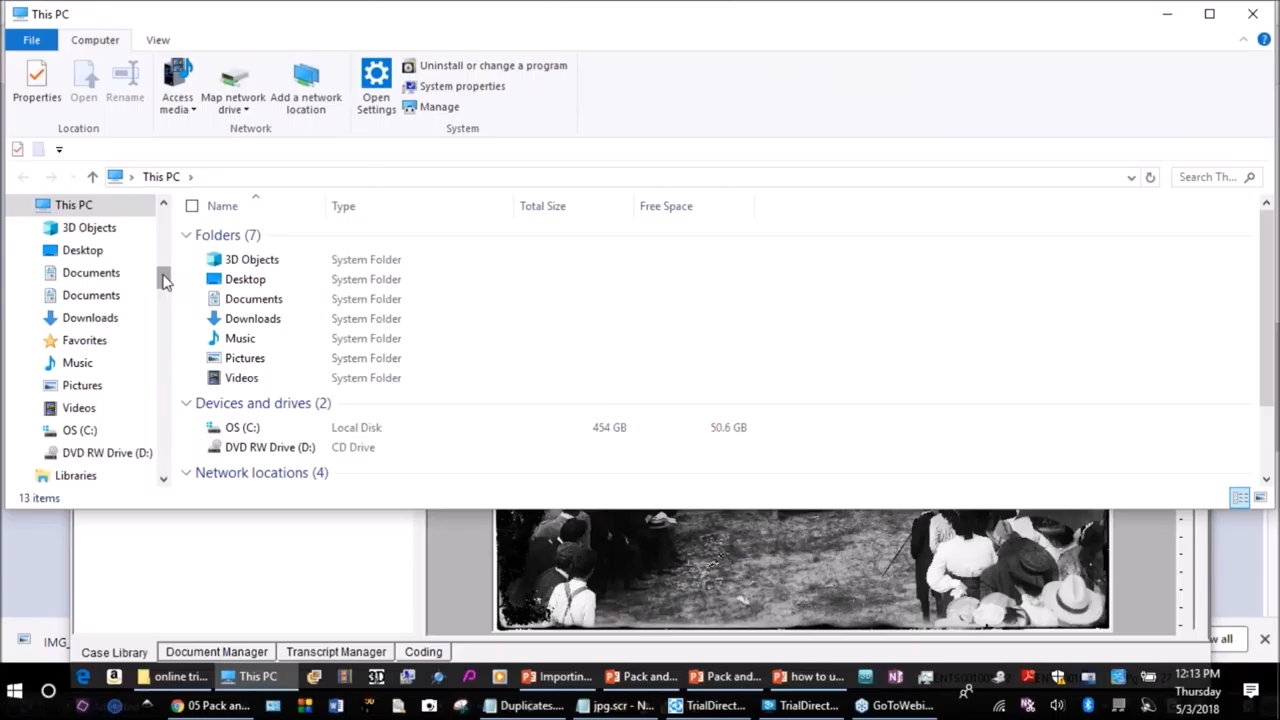 This PC
File Computer View
Properties Open Rename Access media Map network drive Add a network location Open Settings Uninstall or change a program
System properties
Manage
Location Network System
This PC Search Th...
This PC
3D Objects
Desktop
Documents
Documents
Downloads
Favorites
Music
Pictures
Videos
OS (C:)
DVD RW Drive (D:)
Libraries
Name Type Total Size Free Space
Folders (7)
3D Objects System Folder
Desktop System Folder
Documents System Folder
Downloads System Folder
Music System Folder
Pictures System Folder
Videos System Folder
Devices and drives (2)
OS (C:) Local Disk 454 GB 50.6 GB
DVD RW Drive (D:) CD Drive
Network locations (4)
13 items
IMG_
w all
Case Library Document Manager Transcript Manager Coding
online tri... This PC Importin... Pack and... Pack and... how to u...
12:13 PM
Thursday
5/3/2018
05 Pac an... Duplicates.... jpg.scr - N... TrialDirect... TrialDirect... GoToWebi...